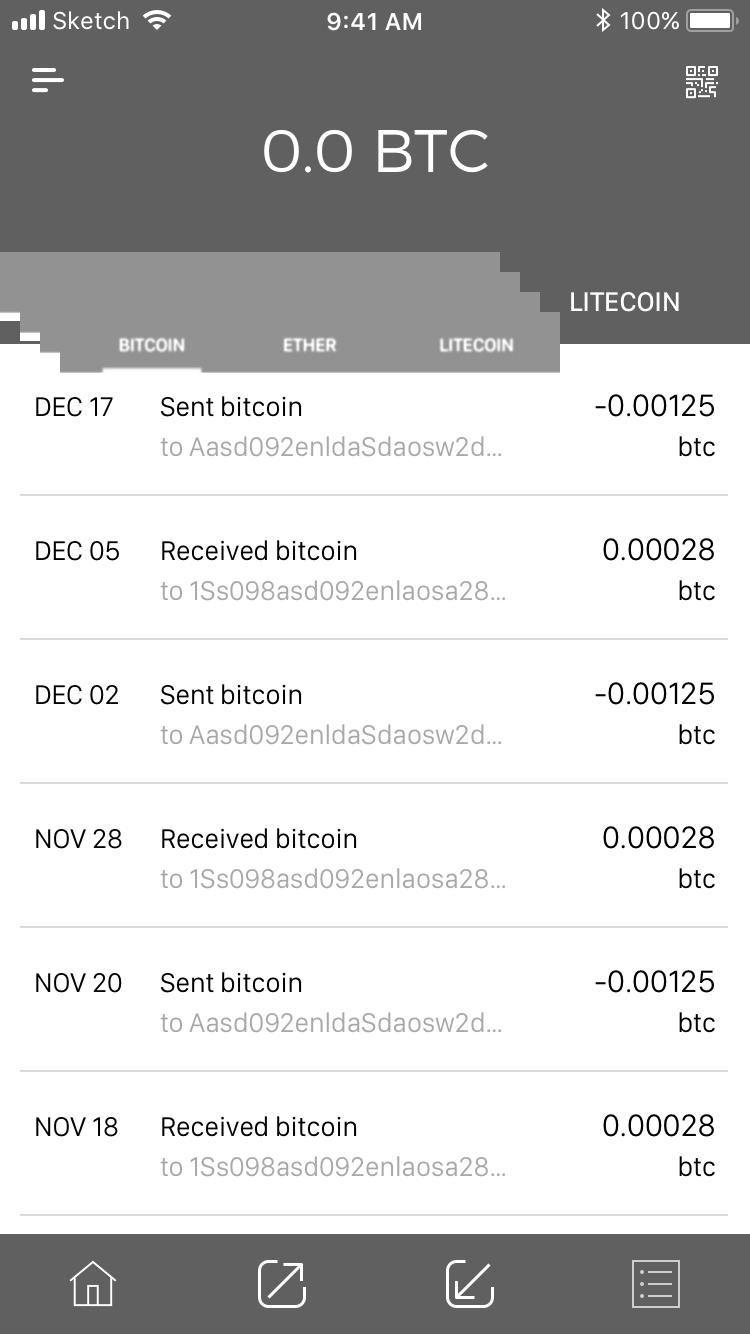 Sketch 9:41 AM 100%
0.0 BTC
LITECOIN
BITCOIN ETHER LITECOIN
DEC 17 Sent bitcoin -0.00125
to Aasd092enldaSdaosw2d... btc
DEC 05 Received bitcoin 0.00028
to 1Ss098asd092enlaosa28... btc
DEC 02 Sent bitcoin -0.00125
to Aasd092enldaSdaosw2d... btc
NOV 28 Received bitcoin 0.00028
to 1Ss098asd092enlaosa28... btc
NOV 20 Sent bitcoin -0.00125
to Aasd092enldaSdaosw2d... btc
NOV 18 Received bitcoin 0.00028
to 1Ss098asd092enlaosa28... btc